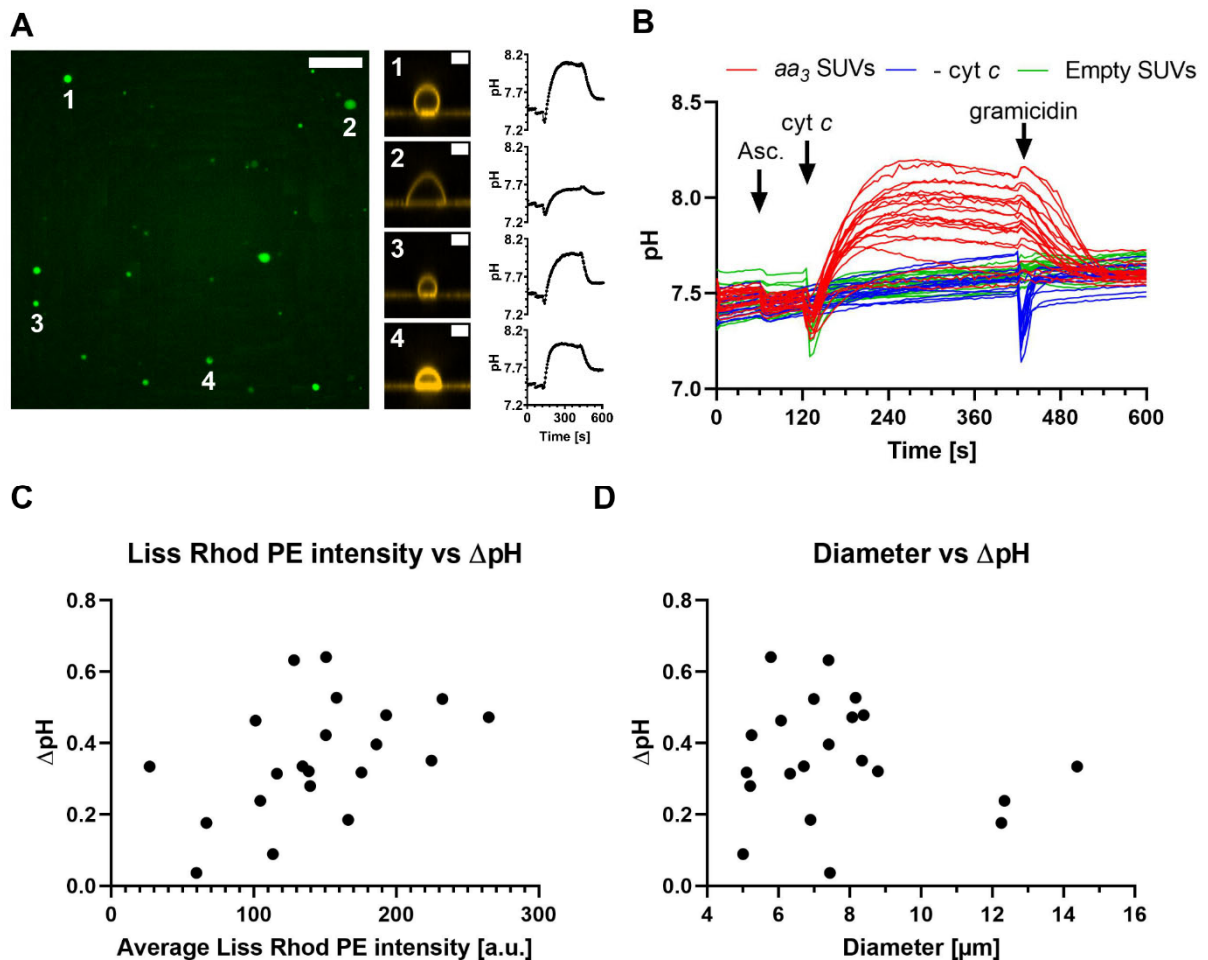 A
1
2
3
4
1
pH
8.2
7.7
7.2
2
pH
8.2
7.7
7.2
3
pH
8.2
7.7
7.2
4
pH
8.2
7.7
7.2
0 300 600
Time [s]
B
aa3 SUVs - cyt c Empty SUVs
Asc.
cyt c
gramicidin
pH
8.5
8.0
7.5
7.0
0 120 240 360 480 600
Time [s]
C
Liss Rhod PE intensity vs ΔpH
ΔpH
0.8
0.6
0.4
0.2
0.0
0 100 200 300
Average Liss Rhod PE intensity [a.u.]
D
Diameter vs ΔpH
ΔpH
0.8
0.6
0.4
0.2
0.0
4 6 8 10 12 14 16
Diameter [µm]